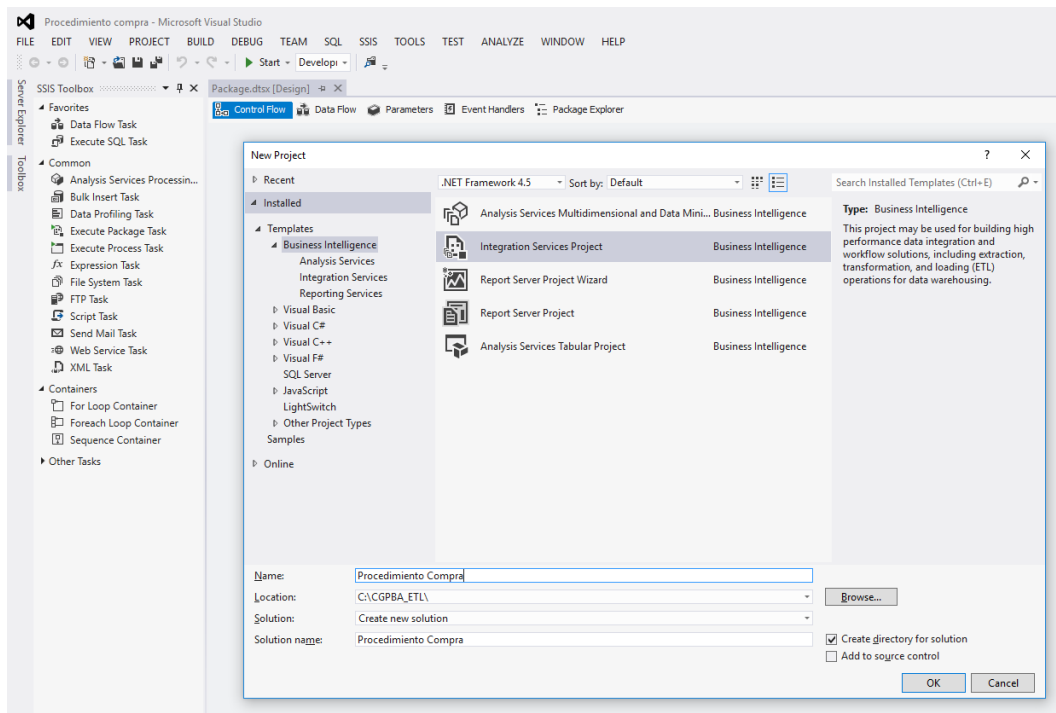 Procedimiento compra - Microsoft Visual Studio
FILE EDIT VIEW PROJECT BUILD DEBUG TEAM SQL SSIS TOOLS TEST ANALYZE WINDOW HELP
Start Developi
Server Explorer
Toolbox
SSIS Toolbox
Favorites
Data Flow Task
Execute SQL Task
Common
Analysis Services Processin...
Bulk Insert Task
Data Profiling Task
Execute Package Task
Execute Process Task
Expression Task
File System Task
FTP Task
Script Task
Send Mail Task
Web Service Task
XML Task
Containers
For Loop Container
Foreach Loop Container
Sequence Container
Other Tasks
Package.dtsx [Design]
Control Flow Data Flow Parameters Event Handlers Package Explorer
New Project
Recent
Installed
Templates
Business Intelligence
Analysis Services
Integration Services
Reporting Services
Visual Basic
Visual C#
Visual C++
Visual F#
SQL Server
JavaScript
LightSwitch
Other Project Types
Samples
Online
.NET Framework 4.5 Sort by: Default
Analysis Services Multidimensional and Data Mini... Business Intelligence
Integration Services Project Business Intelligence
Report Server Project Wizard Business Intelligence
Report Server Project Business Intelligence
Analysis Services Tabular Project Business Intelligence
Search Installed Templates (Ctrl+E)
Type: Business Intelligence
This project may be used for building high
performance data integration and
workflow solutions, including extraction,
transformation, and loading (ETL)
operations for data warehousing.
Name: Procedimiento Compra
Location: C:\CGPBA_ETL\ Browse...
Solution: Create new solution
Solution name: Procedimiento Compra
Create directory for solution
Add to source control
OK Cancel